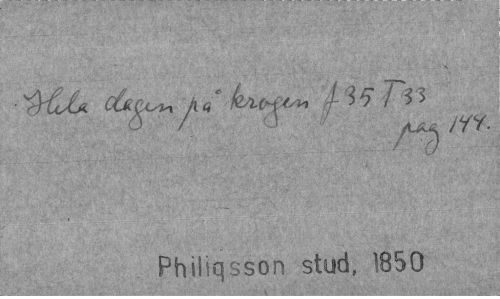 Hela dagen på krogen f 35 T 33
pag 144.
Philiqsson stud, 1850